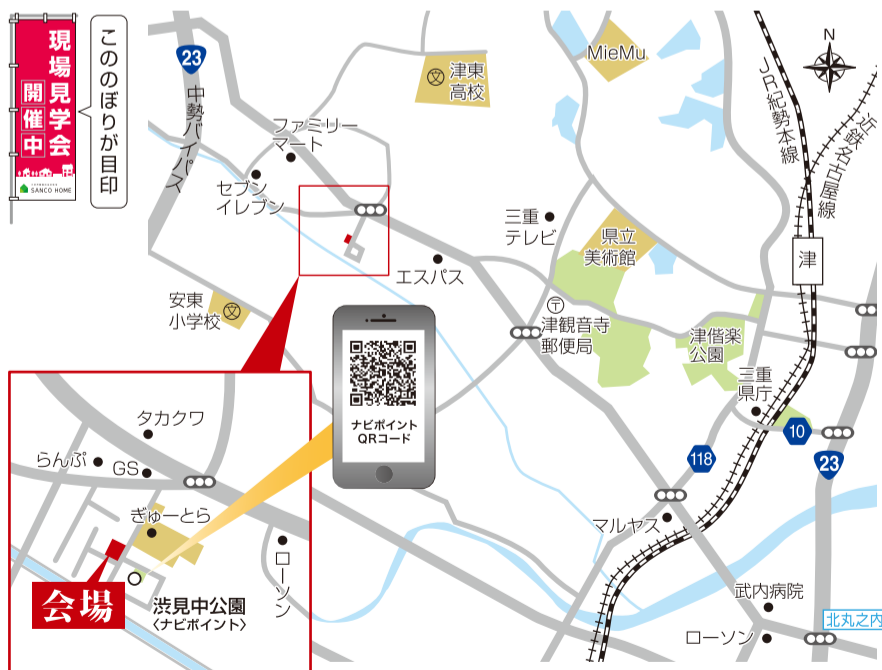 現場見学会
開催中
SANCO HOME
こののぼりが目印
23
中勢バイパス
ファミリー
マート
セブン
イレブン
津東
高校
文
MieMu
N
JR紀勢本線
近鉄名古屋線
津
三重
テレビ
県立
美術館
エスパス
安東
小学校
文
〒
津観音寺
郵便局
津偕楽
公園
三重
県庁
10
118
23
マルヤス
武内病院
ローソン
北丸之内
ナビポイント
QRコード
タカクワ
らんぷ
GS
ぎゅーとら
ローソン
会場
渋見中公園
〈ナビポイント〉